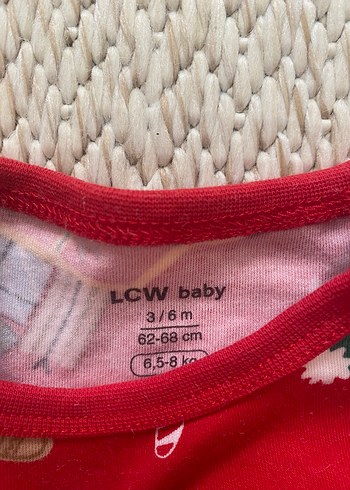 LCW baby
3 / 6 m
62-68 cm
6,5-8 kg